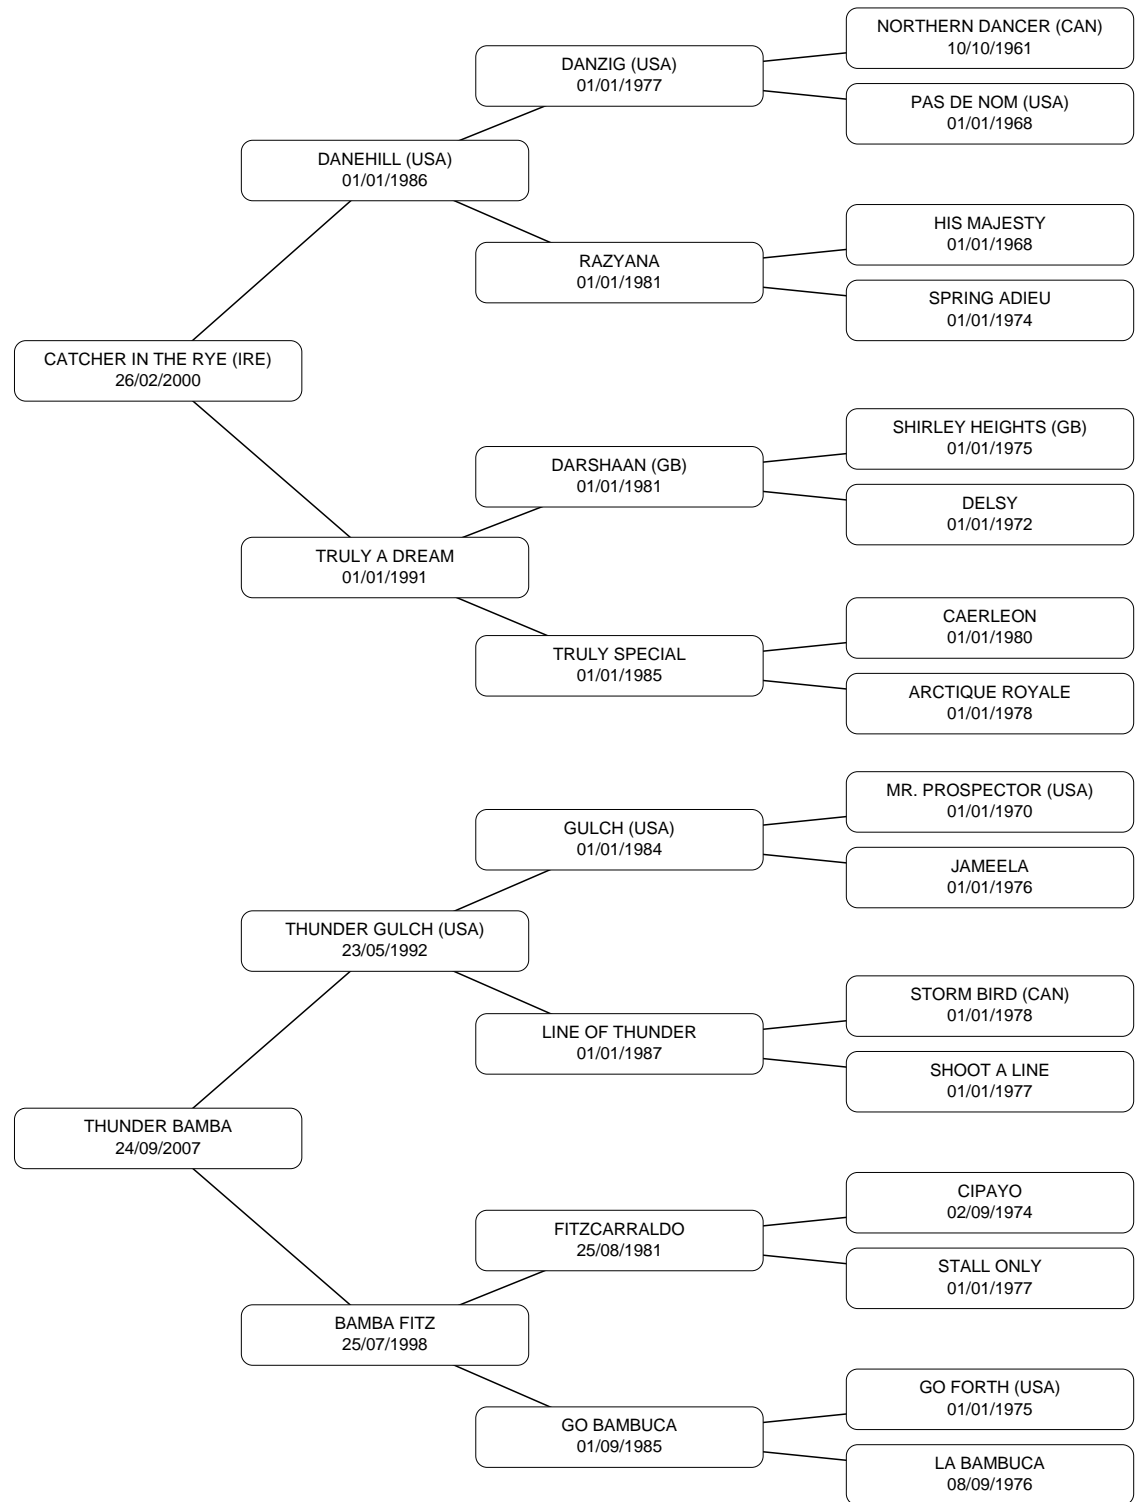 NORTHERN DANCER (CAN)
10/10/1961
DANZIG (USA)
01/01/1977
PAS DE NOM (USA)
01/01/1968
DANEHILL (USA)
01/01/1986
HIS MAJESTY
01/01/1968
RAZYANA
01/01/1981
SPRING ADIEU
01/01/1974
CATCHER IN THE RYE (IRE)
26/02/2000
SHIRLEY HEIGHTS (GB)
01/01/1975
DARSHAAN (GB)
01/01/1981
DELSY
01/01/1972
TRULY A DREAM
01/01/1991
CAERLEON
01/01/1980
TRULY SPECIAL
01/01/1985
ARCTIQUE ROYALE
01/01/1978
MR. PROSPECTOR (USA)
01/01/1970
GULCH (USA)
01/01/1984
JAMEELA
01/01/1976
THUNDER GULCH (USA)
23/05/1992
STORM BIRD (CAN)
01/01/1978
LINE OF THUNDER
01/01/1987
SHOOT A LINE
01/01/1977
THUNDER BAMBA
24/09/2007
CIPAYO
02/09/1974
FITZCARRALDO
25/08/1981
STALL ONLY
01/01/1977
BAMBA FITZ
25/07/1998
GO FORTH (USA)
01/01/1975
GO BAMBUCA
01/09/1985
LA BAMBUCA
08/09/1976